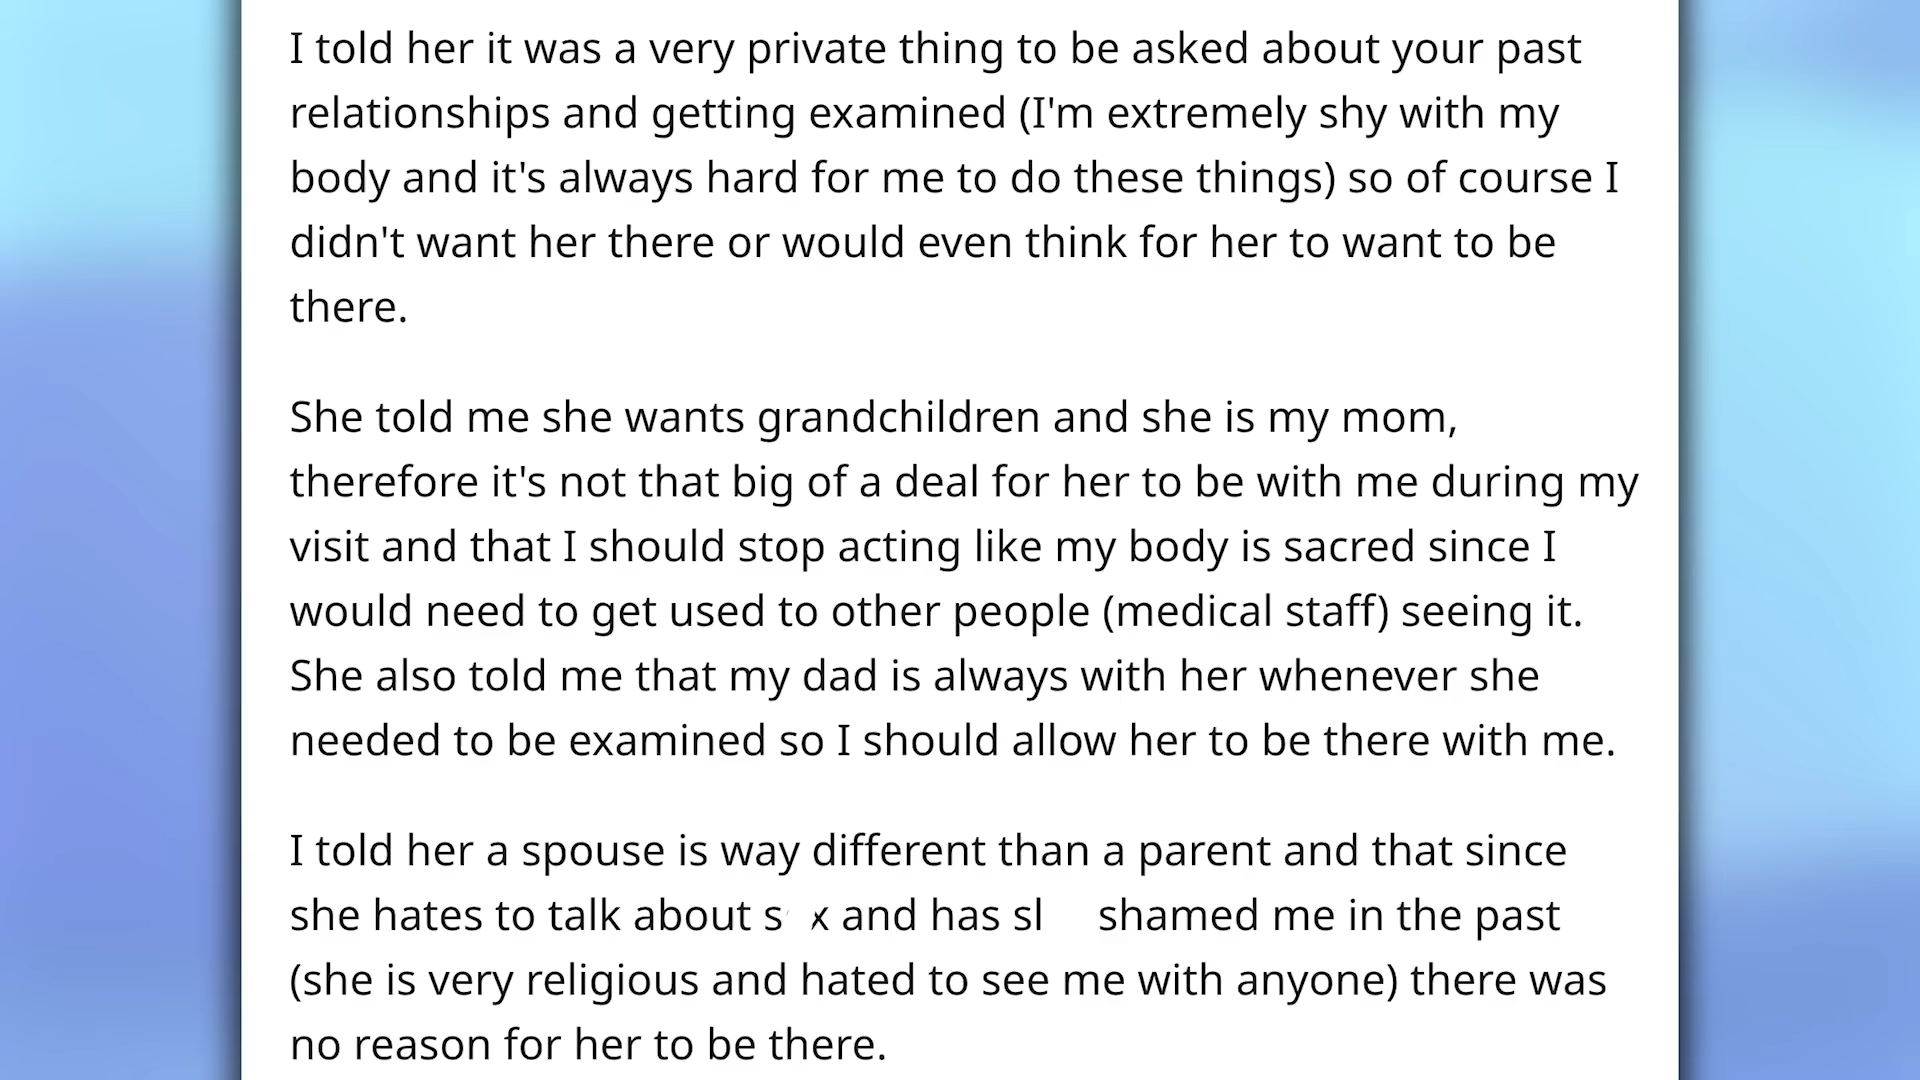 I told her it was a very private thing to be asked about your past
relationships and getting examined (I'm extremely shy with my
body and it's always hard for me to do these things) so of course I
didn't want her there or would even think for her to want to be
there.
She told me she wants grandchildren and she is my mom,
therefore it's not that big of a deal for her to be with me during my
visit and that I should stop acting like my body is sacred since I
would need to get used to other people (medical staff) seeing it.
She also told me that my dad is always with her whenever she
needed to be examined so I should allow her to be there with me.
I told her a spouse is way different than a parent and that since
she hates to talk about s x and has sl shamed me in the past
(she is very religious and hated to see me with anyone) there was
no reason for her to be there.